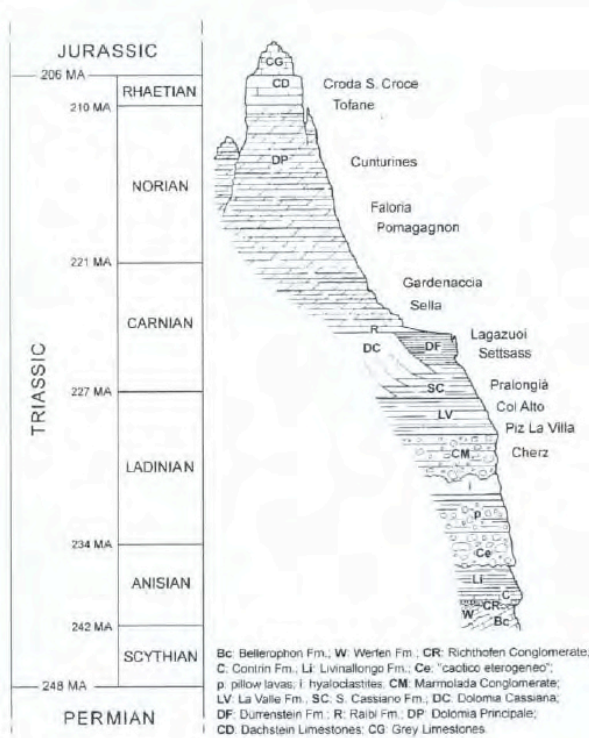 JURASSIC
206 MA
RHAETIAN
210 MA
NORIAN
221 MA
CARNIAN
227 MA
LADINIAN
234 MA
ANISIAN
242 MA
SCYTHIAN
248 MA
PERMIAN
TRIASSIC
CG
CD
DP
R
DC
DF
SC
LV
CM
i
p
Ce
Li
C
CR
W
Bc
Croda S. Croce
Tofane
Cunturines
Faloria
Pomagagnon
Gardenaccia
Sella
Lagazuoi
Settsass
Pralongià
Col Alto
Piz La Villa
Cherz
Bc: Bellerophon Fm.; W: Werfen Fm.; CR: Richthofen Conglomerate;
C: Contrin Fm.; Li: Livinallongo Fm.; Ce: "caotico eterogeneo";
p: pillow lavas; i: hyaloclastites; CM: Marmolada Conglomerate;
LV: La Valle Fm.; SC: S. Cassiano Fm.; DC: Dolomia Cassiana;
DF: Dürrenstein Fm.; R: Raibl Fm.; DP: Dolomia Principale;
CD: Dachstein Limestones; CG: Grey Limestones.